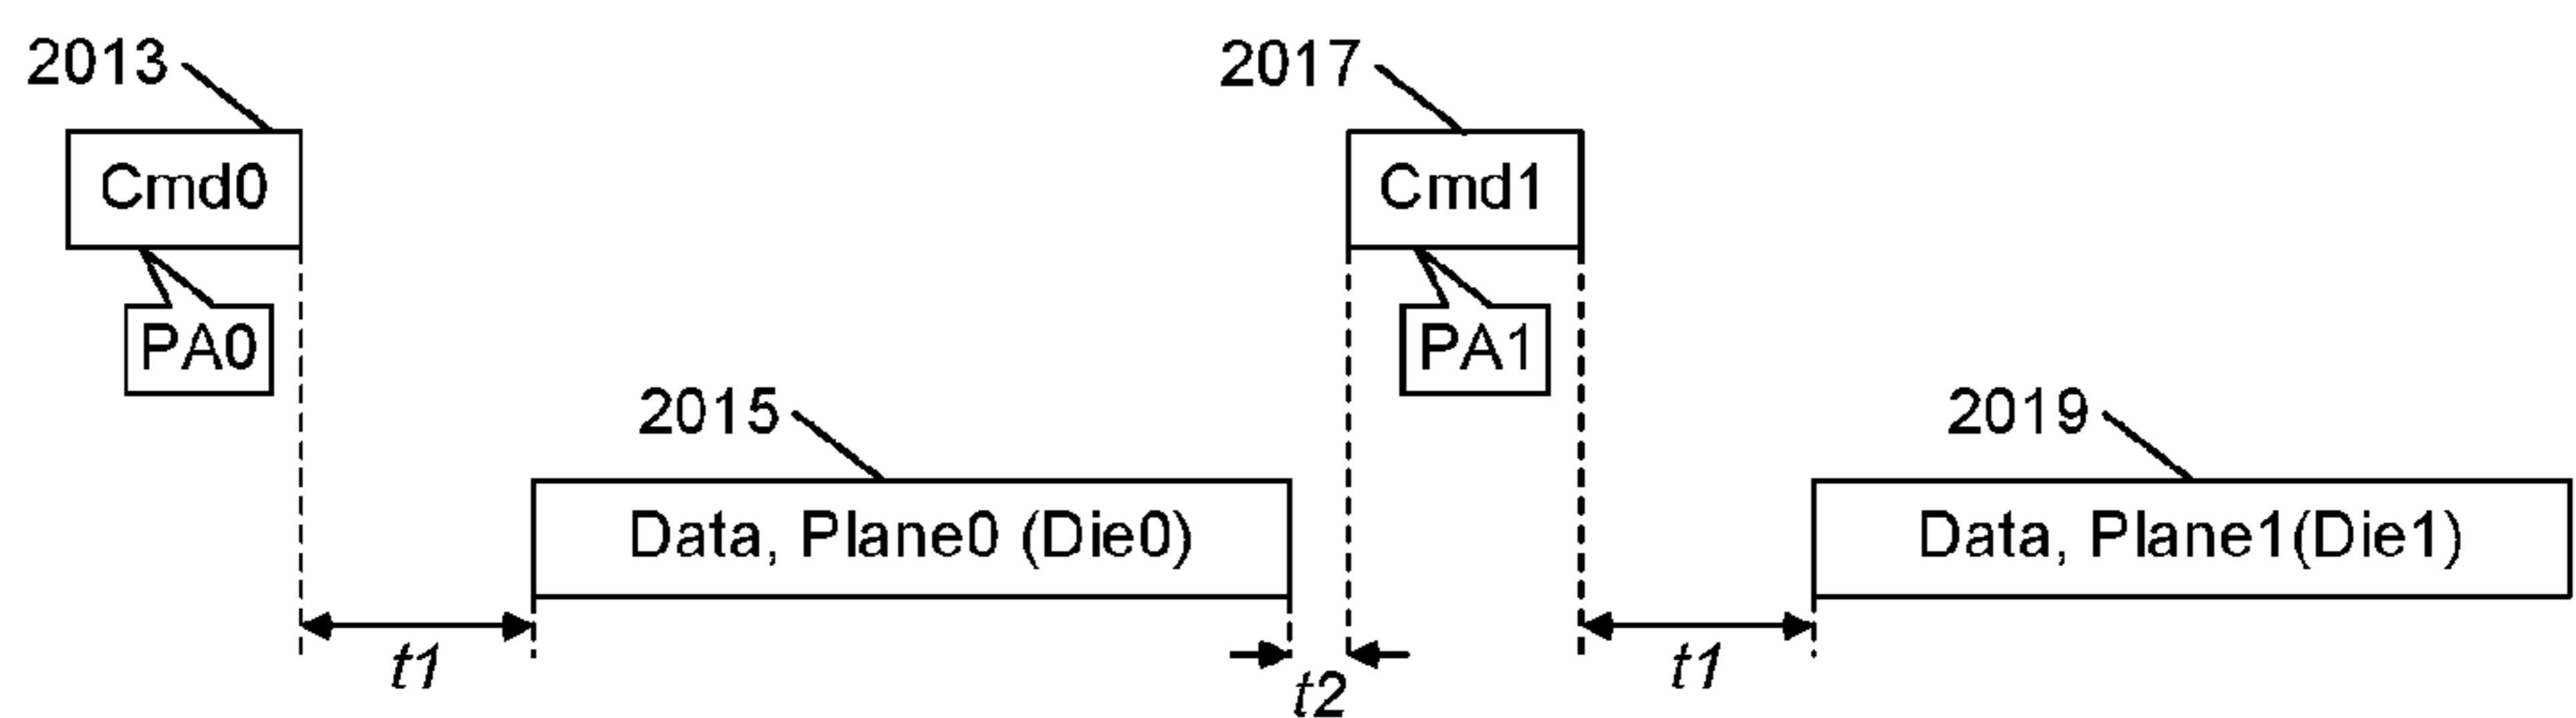 2013
2017
Cmd0
Cmd1
PA0
PA1
2015
2019
Data, Plane0 (Die0)
Data, Plane1(Die1)
t1
t2
t1